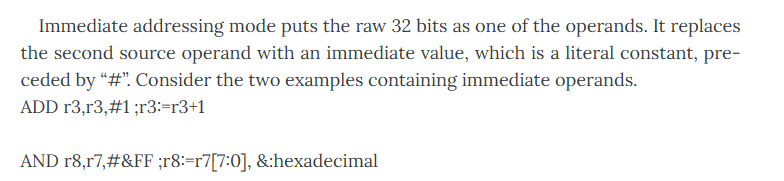 Immediate addressing mode puts the raw 32 bits as one of the operands. It replaces
the second source operand with an immediate value, which is a literal constant, pre-
ceded by “#”. Consider the two examples containing immediate operands.
ADD r3,r3,#1 ;r3:=r3+1
AND r8,r7,#&FF ;r8:=r7[7:0], &:hexadecimal